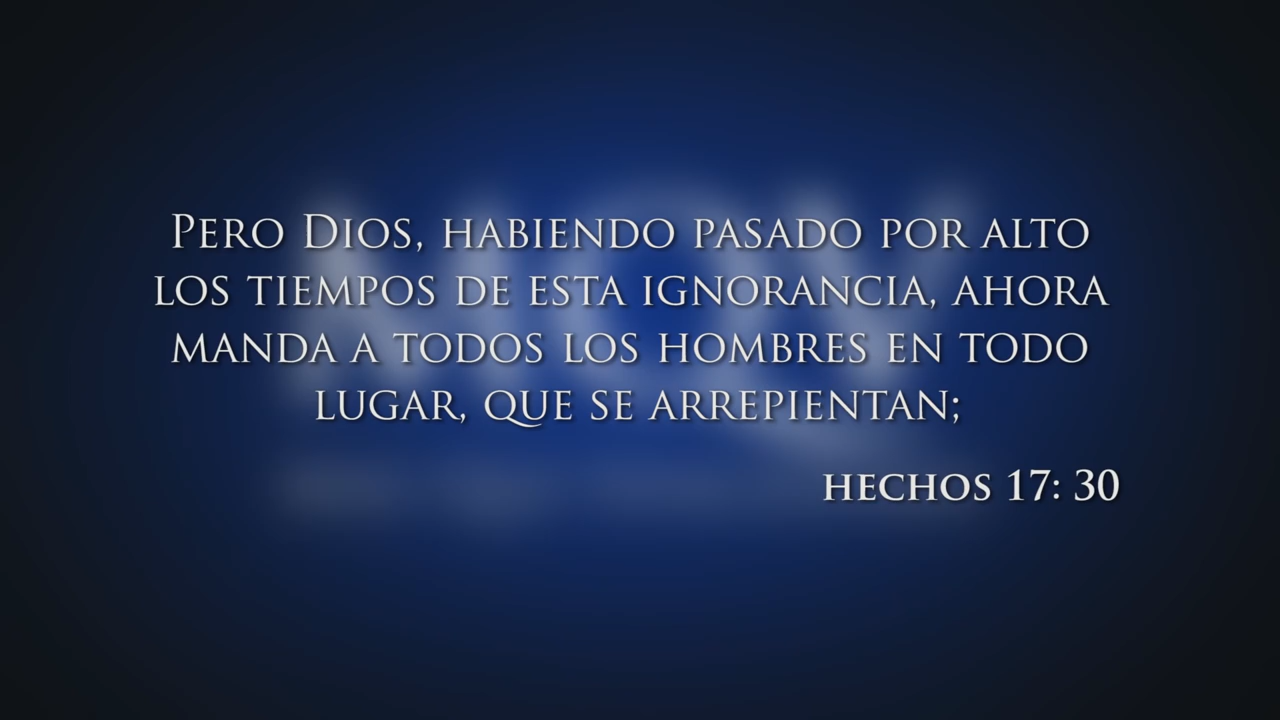 Pero Dios, habiendo pasado por alto
los tiempos de esta ignorancia, ahora
manda a todos los hombres en todo
lugar, que se arrepientan;
hechos 17: 30